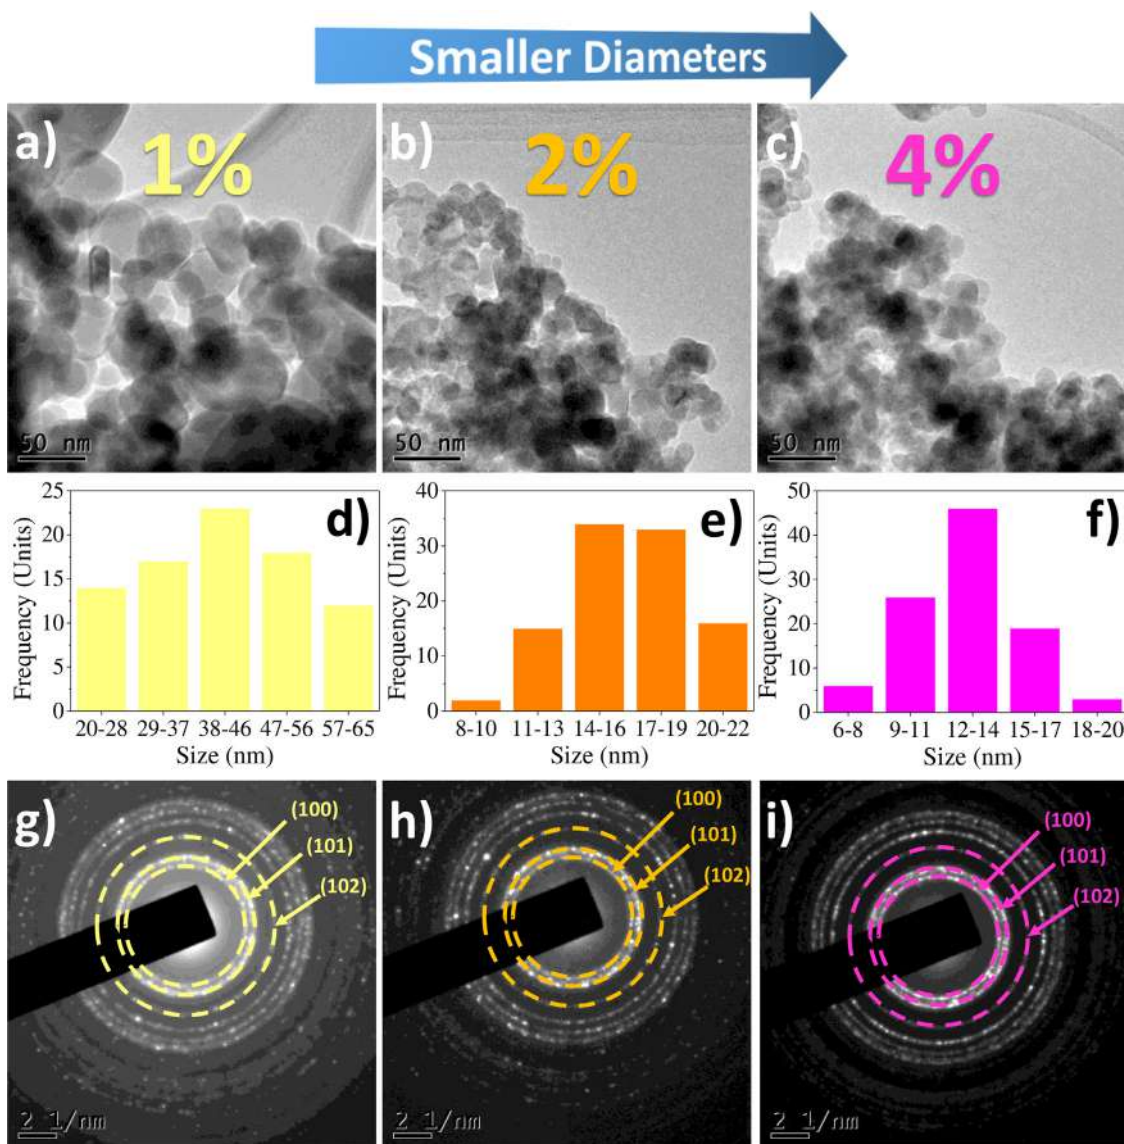 Smaller Diameters
a)
1%
b)
2%
c)
4%
50 nm
50 nm
50 nm
d)
Frequency (Units)
25
20
15
10
5
0
20-28 29-37 38-46 47-56 57-65
Size (nm)
e)
Frequency (Units)
40
30
20
10
0
8-10 11-13 14-16 17-19 20-22
Size (nm)
f)
Frequency (Units)
50
40
30
20
10
0
6-8 9-11 12-14 15-17 18-20
Size (nm)
g)
(100)
(101)
(102)
2 1/nm
h)
(100)
(101)
(102)
2 1/nm
i)
(100)
(101)
(102)
2 1/nm